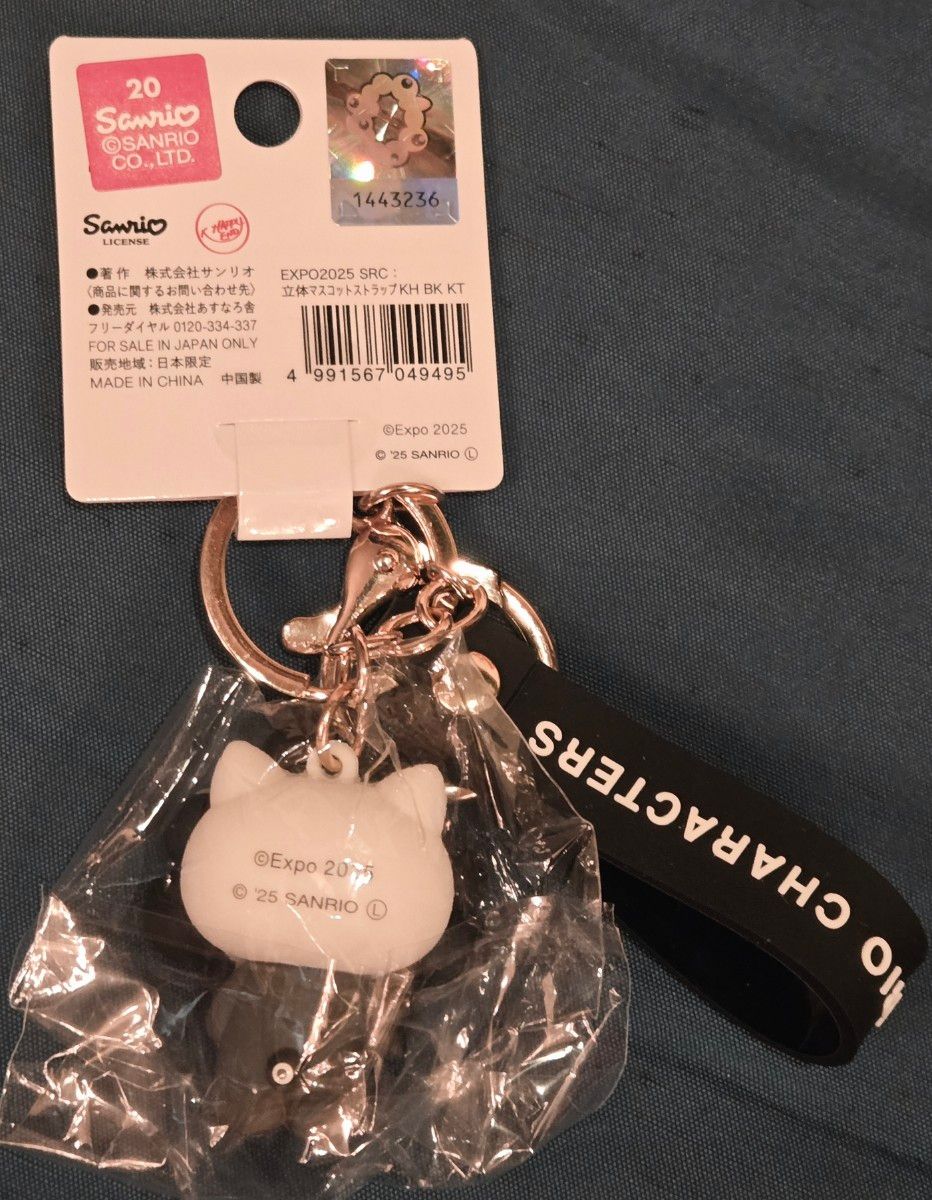 20
Sanrio
©SANRIO
CO.,LTD.
1443236
Sanrio
LICENSE
K HAPPY
END
●著作 株式会社サンリオ
〈商品に関するお問い合わせ先〉
●発売元 株式会社あすなろ舎
フリーダイヤル 0120-334-337
FOR SALE IN JAPAN ONLY
販売地域:日本限定
MADE IN CHINA 中国製
EXPO2025 SRC:
立体マスコットストラップKH BK KT
4 991567 049495
©Expo 2025
© '25 SANRIO Ⓛ
©Expo 2025
© '25 SANRIO Ⓛ
CHARACTERS